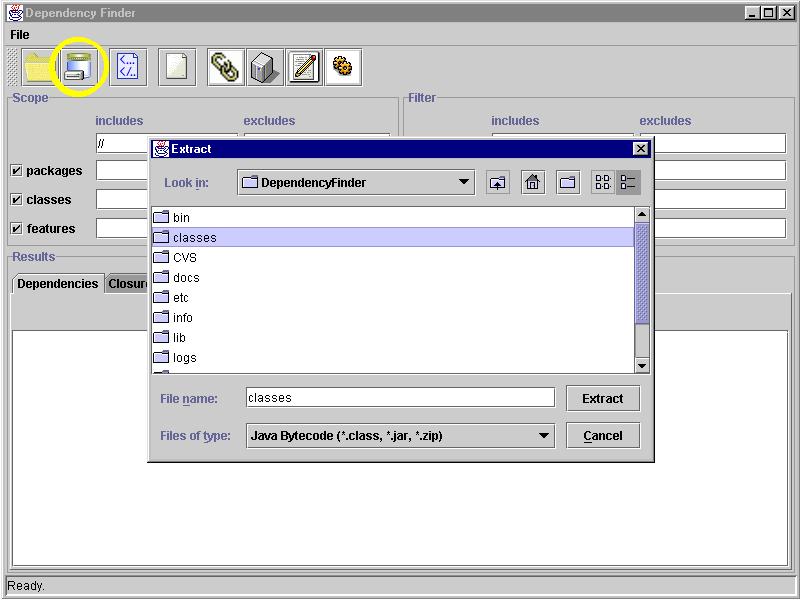 Dependency Finder
File
Scope
Filter
includes excludes includes excludes
//
packages
classes
features
Results
Dependencies Closure
Extract
Look in: DependencyFinder
bin
classes
CVS
docs
etc
info
lib
logs
File name: classes Extract
Files of type: Java Bytecode (*.class, *.jar, *.zip) Cancel
Ready.